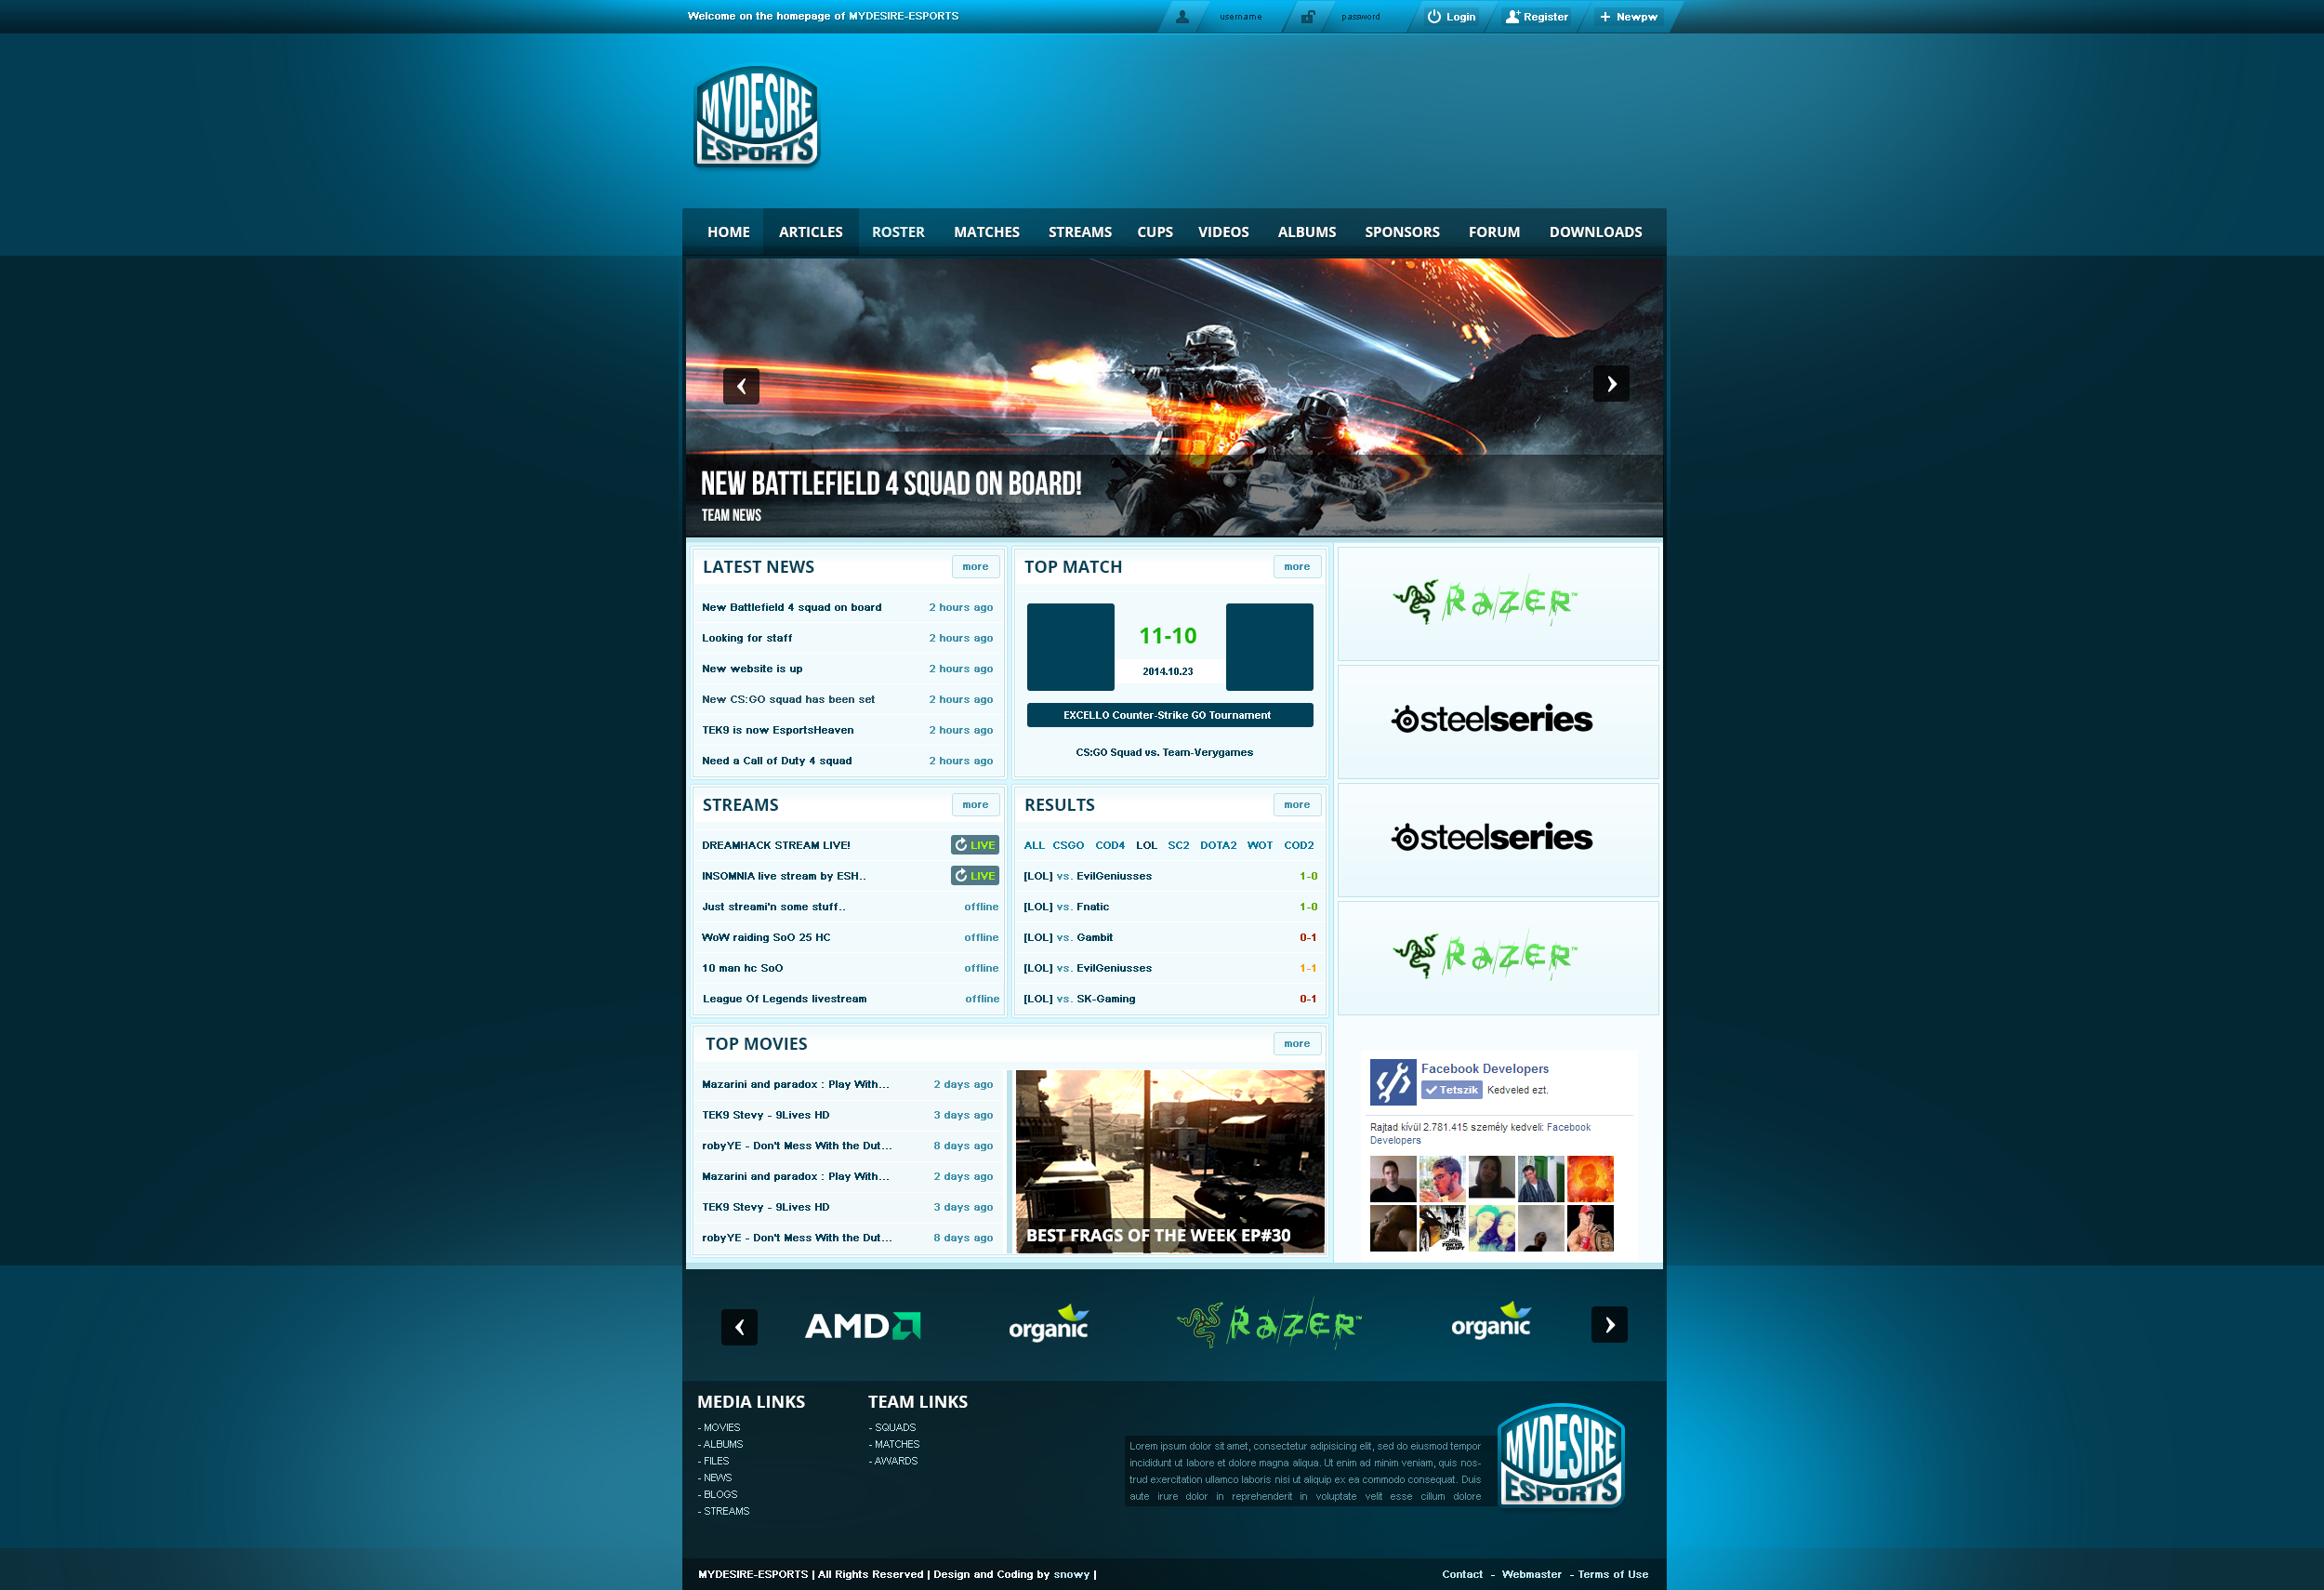 Welcome on the homepage of MYDESIRE-ESPORTS
username
password
Login
Register
Newpw
MYDESIRE
ESPORTS
HOME ARTICLES ROSTER MATCHES STREAMS CUPS VIDEOS ALBUMS SPONSORS FORUM DOWNLOADS
NEW BATTLEFIELD 4 SQUAD ON BOARD!
TEAM NEWS
LATEST NEWS more
New Battlefield 4 squad on board 2 hours ago
Looking for staff 2 hours ago
New website is up 2 hours ago
New CS:GO squad has been set 2 hours ago
TEK9 is now EsportsHeaven 2 hours ago
Need a Call of Duty 4 squad 2 hours ago
TOP MATCH more
11-10
2014.10.23
EXCELLO Counter-Strike GO Tournament
CS:GO Squad vs. Team-Verygames
RAZER™
steelseries
steelseries
RAZER™
STREAMS more
DREAMHACK STREAM LIVE! LIVE
INSOMNIA live stream by ESH.. LIVE
Just streami'n some stuff.. offline
WoW raiding SoO 25 HC offline
10 man hc SoO offline
League Of Legends livestream offline
RESULTS more
ALL CSGO COD4 LOL SC2 DOTA2 WOT COD2
[LOL] vs. EvilGeniusses 1-0
[LOL] vs. Fnatic 1-0
[LOL] vs. Gambit 0-1
[LOL] vs. EvilGeniusses 1-1
[LOL] vs. SK-Gaming 0-1
TOP MOVIES more
Mazarini and paradox : Play With... 2 days ago
TEK9 Stevy - 9Lives HD 3 days ago
robyYE - Don't Mess With the Dut... 8 days ago
Mazarini and paradox : Play With... 2 days ago
TEK9 Stevy - 9Lives HD 3 days ago
robyYE - Don't Mess With the Dut... 8 days ago
BEST FRAGS OF THE WEEK EP#30
Facebook Developers
Tetszik Kedveled ezt.
Rajtad kívül 2.781.415 személy kedveli: Facebook
Developers
TOKYO DRIFT
AMD
organic
RAZER™
organic
MEDIA LINKS
- MOVIES
- ALBUMS
- FILES
- NEWS
- BLOGS
- STREAMS
TEAM LINKS
- SQUADS
- MATCHES
- AWARDS
Lorem ipsum dolor sit amet, consectetur adipisicing elit, sed do eiusmod tempor
incididunt ut labore et dolore magna aliqua. Ut enim ad minim veniam, quis nos-
trud exercitation ullamco laboris nisi ut aliquip ex ea commodo consequat. Duis
aute irure dolor in reprehenderit in voluptate velit esse cillum dolore
MYDESIRE
ESPORTS
MYDESIRE-ESPORTS | All Rights Reserved | Design and Coding by snowy |
Contact - Webmaster - Terms of Use